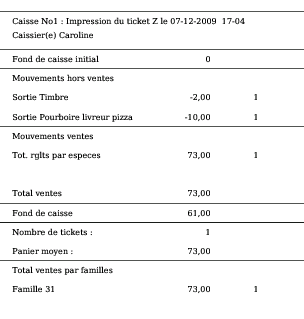 Caisse No1 : Impression du ticket Z le 07-12-2009 17-04
Caissier(e) Caroline
Fond de caisse initial 0
Mouvements hors ventes
Sortie Timbre -2,00 1
Sortie Pourboire livreur pizza -10,00 1
Mouvements ventes
Tot. rglts par especes 73,00 1
Total ventes 73,00
Fond de caisse 61,00
Nombre de tickets : 1
Panier moyen : 73,00
Total ventes par familles
Famille 31 73,00 1